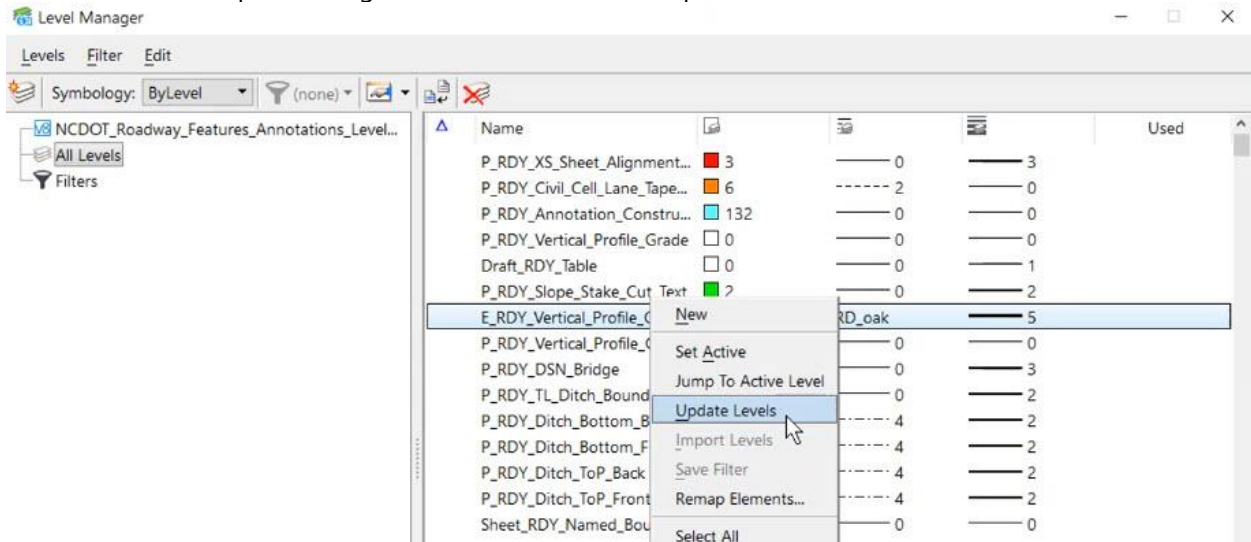 Level Manager
Levels Filter Edit
Symbology: ByLevel (none)
NCDOT_Roadway_Features_Annotations_Level...
All Levels
Filters
Name Used
P_RDY_XS_Sheet_Alignment... 3 0 3
P_RDY_Civil_Cell_Lane_Tape... 6 2 0
P_RDY_Annotation_Constru... 132 0 0
P_RDY_Vertical_Profile_Grade 0 0 0
Draft_RDY_Table 0 0 1
P_RDY_Slope_Stake_Cut_Text 2 0 2
E_RDY_Vertical_Profile_ RD_oak 5
P_RDY_Vertical_Profile_ 0 0
P_RDY_DSN_Bridge 0 3
P_RDY_TL_Ditch_Bound 0 2
P_RDY_Ditch_Bottom_B 4 2
P_RDY_Ditch_Bottom_F 4 2
P_RDY_Ditch_ToP_Back 4 2
P_RDY_Ditch_ToP_Front 4 2
Sheet_RDY_Named_Bou 0 0
New
Set Active
Jump To Active Level
Update Levels
Import Levels
Save Filter
Remap Elements...
Select All